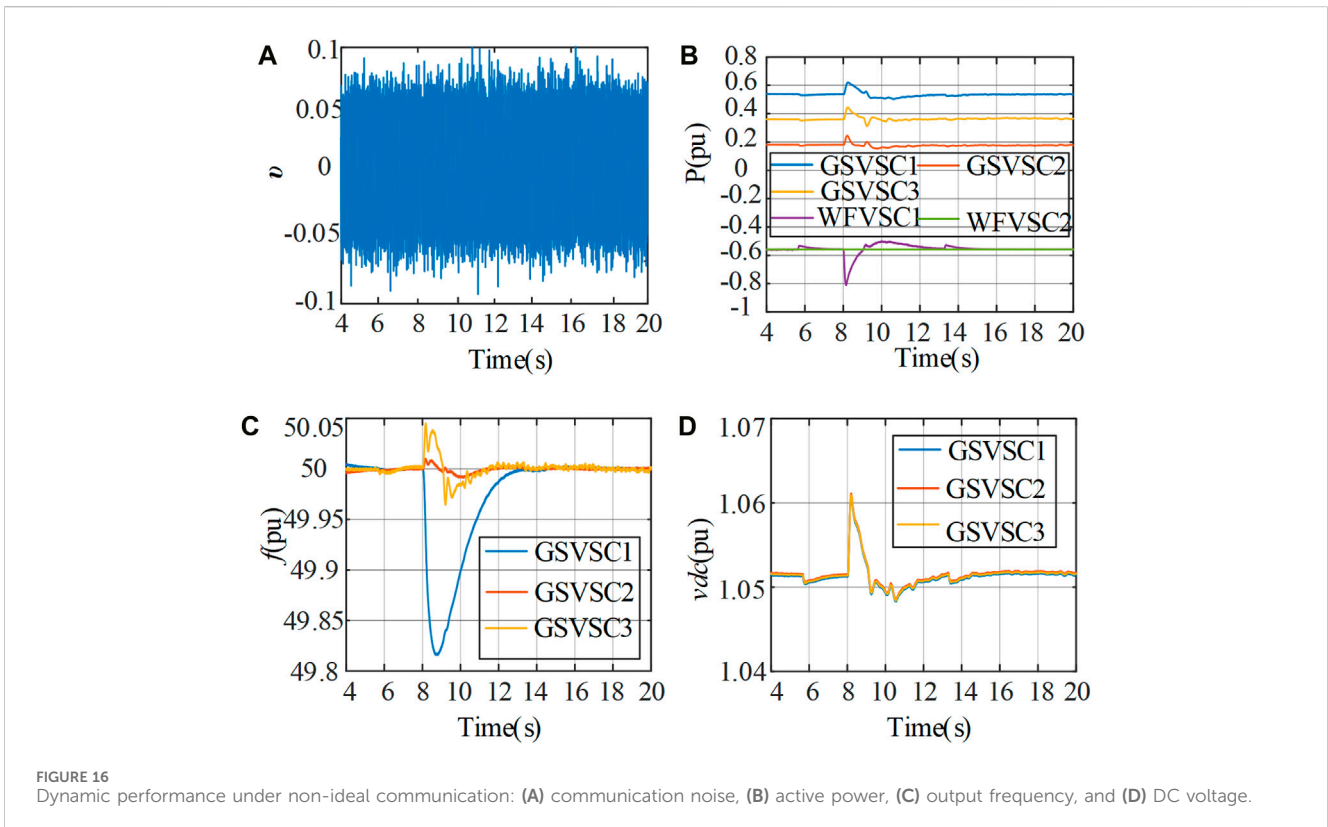 A
0.1
0.05
0
-0.05
-0.1
υ
4 6 8 10 12 14 16 18 20
Time(s)
B
0.8
0.6
0.4
0.2
0
-0.2
-0.4
-0.6
-0.8
-1
P(pu)
GSVSC1 GSVSC2
GSVSC3
WFVSC1 WFVSC2
4 6 8 10 12 14 16 18 20
Time(s)
C
50.05
50
49.95
49.9
49.85
49.8
f(pu)
GSVSC1
GSVSC2
GSVSC3
4 6 8 10 12 14 16 18 20
Time(s)
D
1.07
1.06
1.05
1.04
vdc(pu)
GSVSC1
GSVSC2
GSVSC3
4 6 8 10 12 14 16 18 20
Time(s)
FIGURE 16
Dynamic performance under non-ideal communication: (A) communication noise, (B) active power, (C) output frequency, and (D) DC voltage.